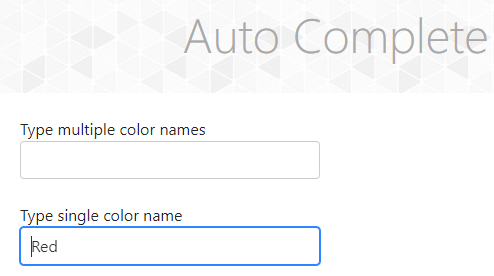 Auto Complete
Type multiple color names
Type single color name
Red